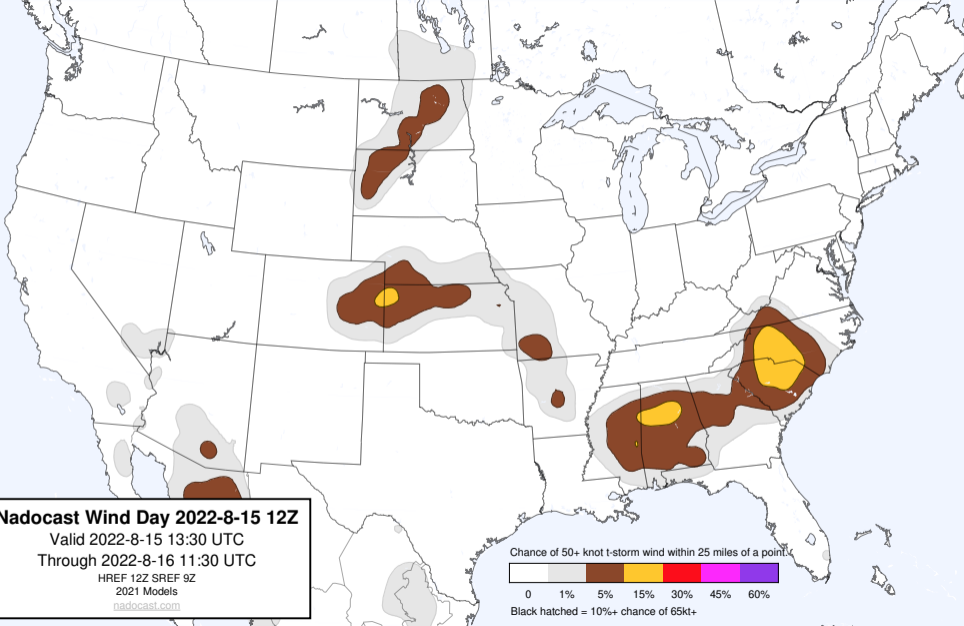 Nadocast Wind Day 2022-8-15 12Z
Valid 2022-8-15 13:30 UTC
Through 2022-8-16 11:30 UTC
HREF 12Z SREF 9Z
2021 Models
nadocast.com
Chance of 50+ knot t-storm wind within 25 miles of a point.
0 1% 5% 15% 30% 45% 60%
Black hatched = 10%+ chance of 65kt+